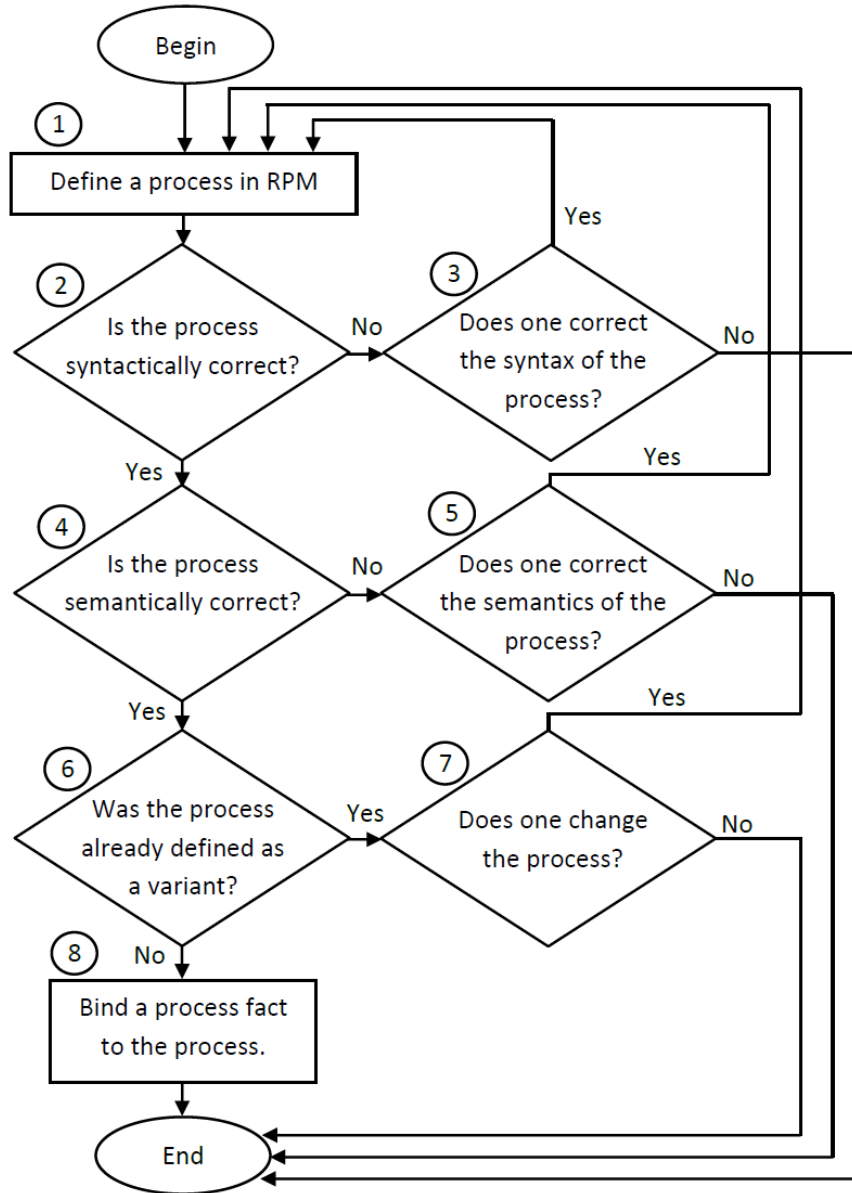 Begin
1
Define a process in RPM
Yes
2
3
Is the process
syntactically correct?
No
Does one correct
the syntax of the
process?
No
Yes
Yes
4
5
Is the process
semantically correct?
No
Does one correct
the semantics of the
process?
No
Yes
Yes
6
7
Was the process
already defined as
a variant?
Yes
Does one change
the process?
No
No
8
Bind a process fact
to the process.
End